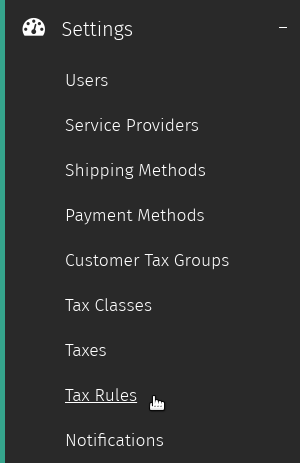 Settings
Users
Service Providers
Shipping Methods
Payment Methods
Customer Tax Groups
Tax Classes
Taxes
Tax Rules
Notifications